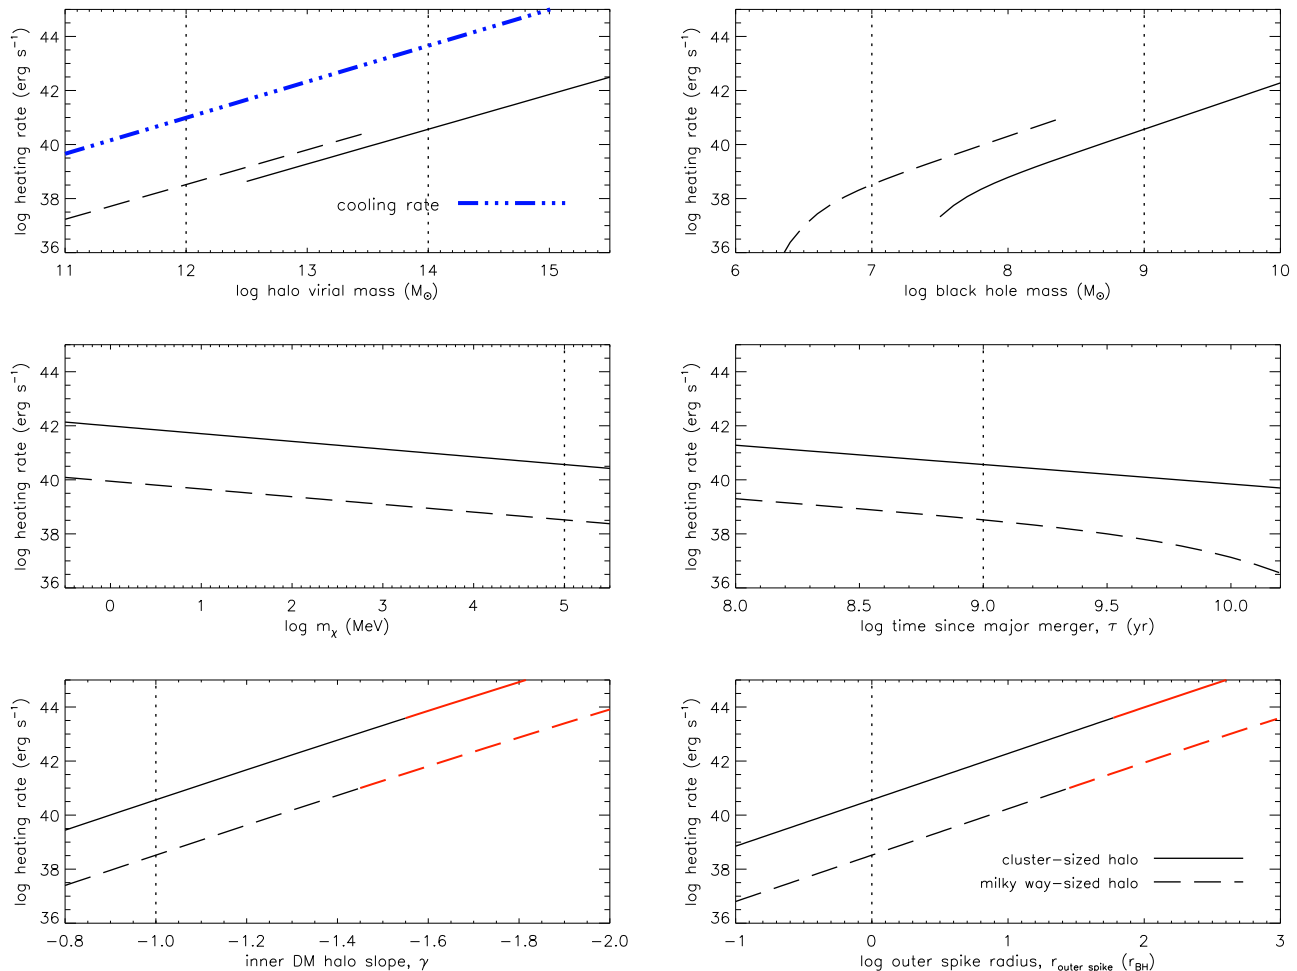 log heating rate (erg s⁻¹)
44
42
40
38
36
cooling rate
11 12 13 14 15
log halo virial mass (M⊙)
log heating rate (erg s⁻¹)
44
42
40
38
36
6 7 8 9 10
log black hole mass (M⊙)
log heating rate (erg s⁻¹)
44
42
40
38
36
0 1 2 3 4 5
log mχ (MeV)
log heating rate (erg s⁻¹)
44
42
40
38
36
8.0 8.5 9.0 9.5 10.0
log time since major merger, τ (yr)
log heating rate (erg s⁻¹)
44
42
40
38
36
−0.8 −1.0 −1.2 −1.4 −1.6 −1.8 −2.0
inner DM halo slope, γ
log heating rate (erg s⁻¹)
44
42
40
38
36
cluster−sized halo
milky way−sized halo
−1 0 1 2 3
log outer spike radius, r_outer spike (r_BH)